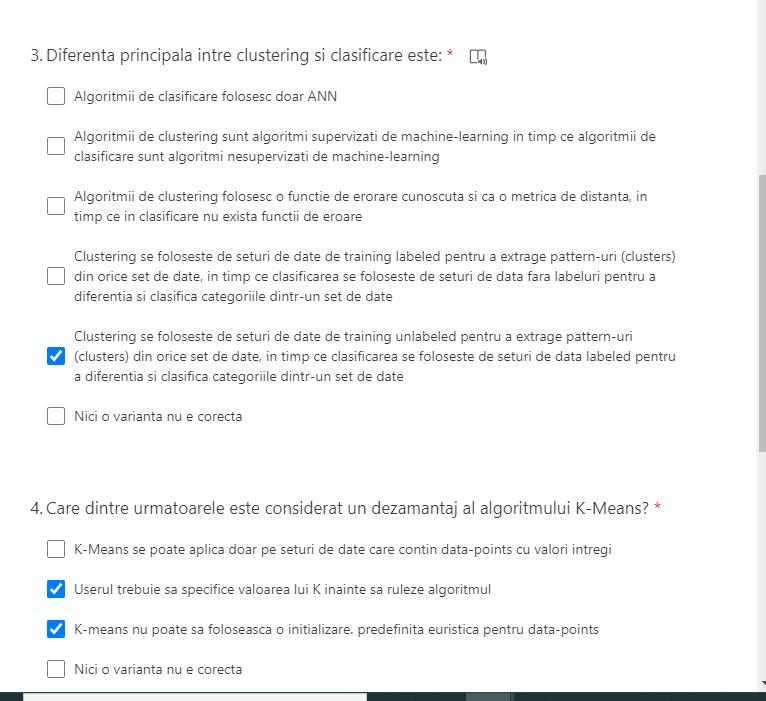 3. Diferenta principala intre clustering si clasificare este: *
Algoritmii de clasificare folosesc doar ANN
Algoritmii de clustering sunt algoritmi supervizati de machine-learning in timp ce algoritmii de
clasificare sunt algoritmi nesupervizati de machine-learning
Algoritmii de clustering folosesc o functie de erorare cunoscuta si ca o metrica de distanta, in
timp ce in clasificare nu exista functii de eroare
Clustering se foloseste de seturi de date de training labeled pentru a extrage pattern-uri (clusters)
din orice set de date, in timp ce clasificarea se foloseste de seturi de data fara labeluri pentru a
diferentia si clasifica categoriile dintr-un set de date
Clustering se foloseste de seturi de date de training unlabeled pentru a extrage pattern-uri
(clusters) din orice set de date, in timp ce clasificarea se foloseste de seturi de data labeled pentru
a diferentia si clasifica categoriile dintr-un set de date
Nici o varianta nu e corecta
4. Care dintre urmatoarele este considerat un dezamantaj al algoritmului K-Means? *
K-Means se poate aplica doar pe seturi de date care contin data-points cu valori intregi
Userul trebuie sa specifice valoarea lui K inainte sa ruleze algoritmul
K-means nu poate sa foloseasca o initializare. predefinita euristica pentru data-points
Nici o varianta nu e corecta